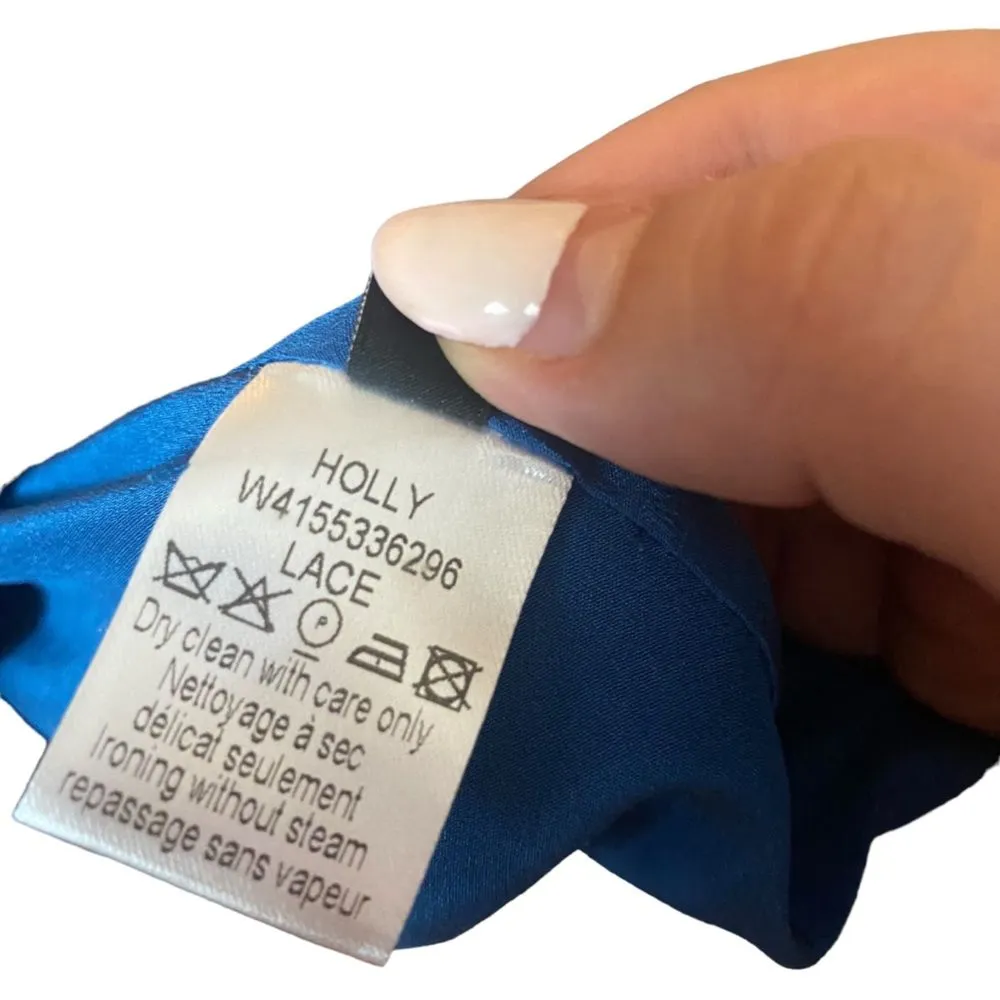 HOLLY
W4155336296
LACE
P
Dry clean with care only
Nettoyage à sec
délicat seulement
Ironing without steam
repassage sans vapeur